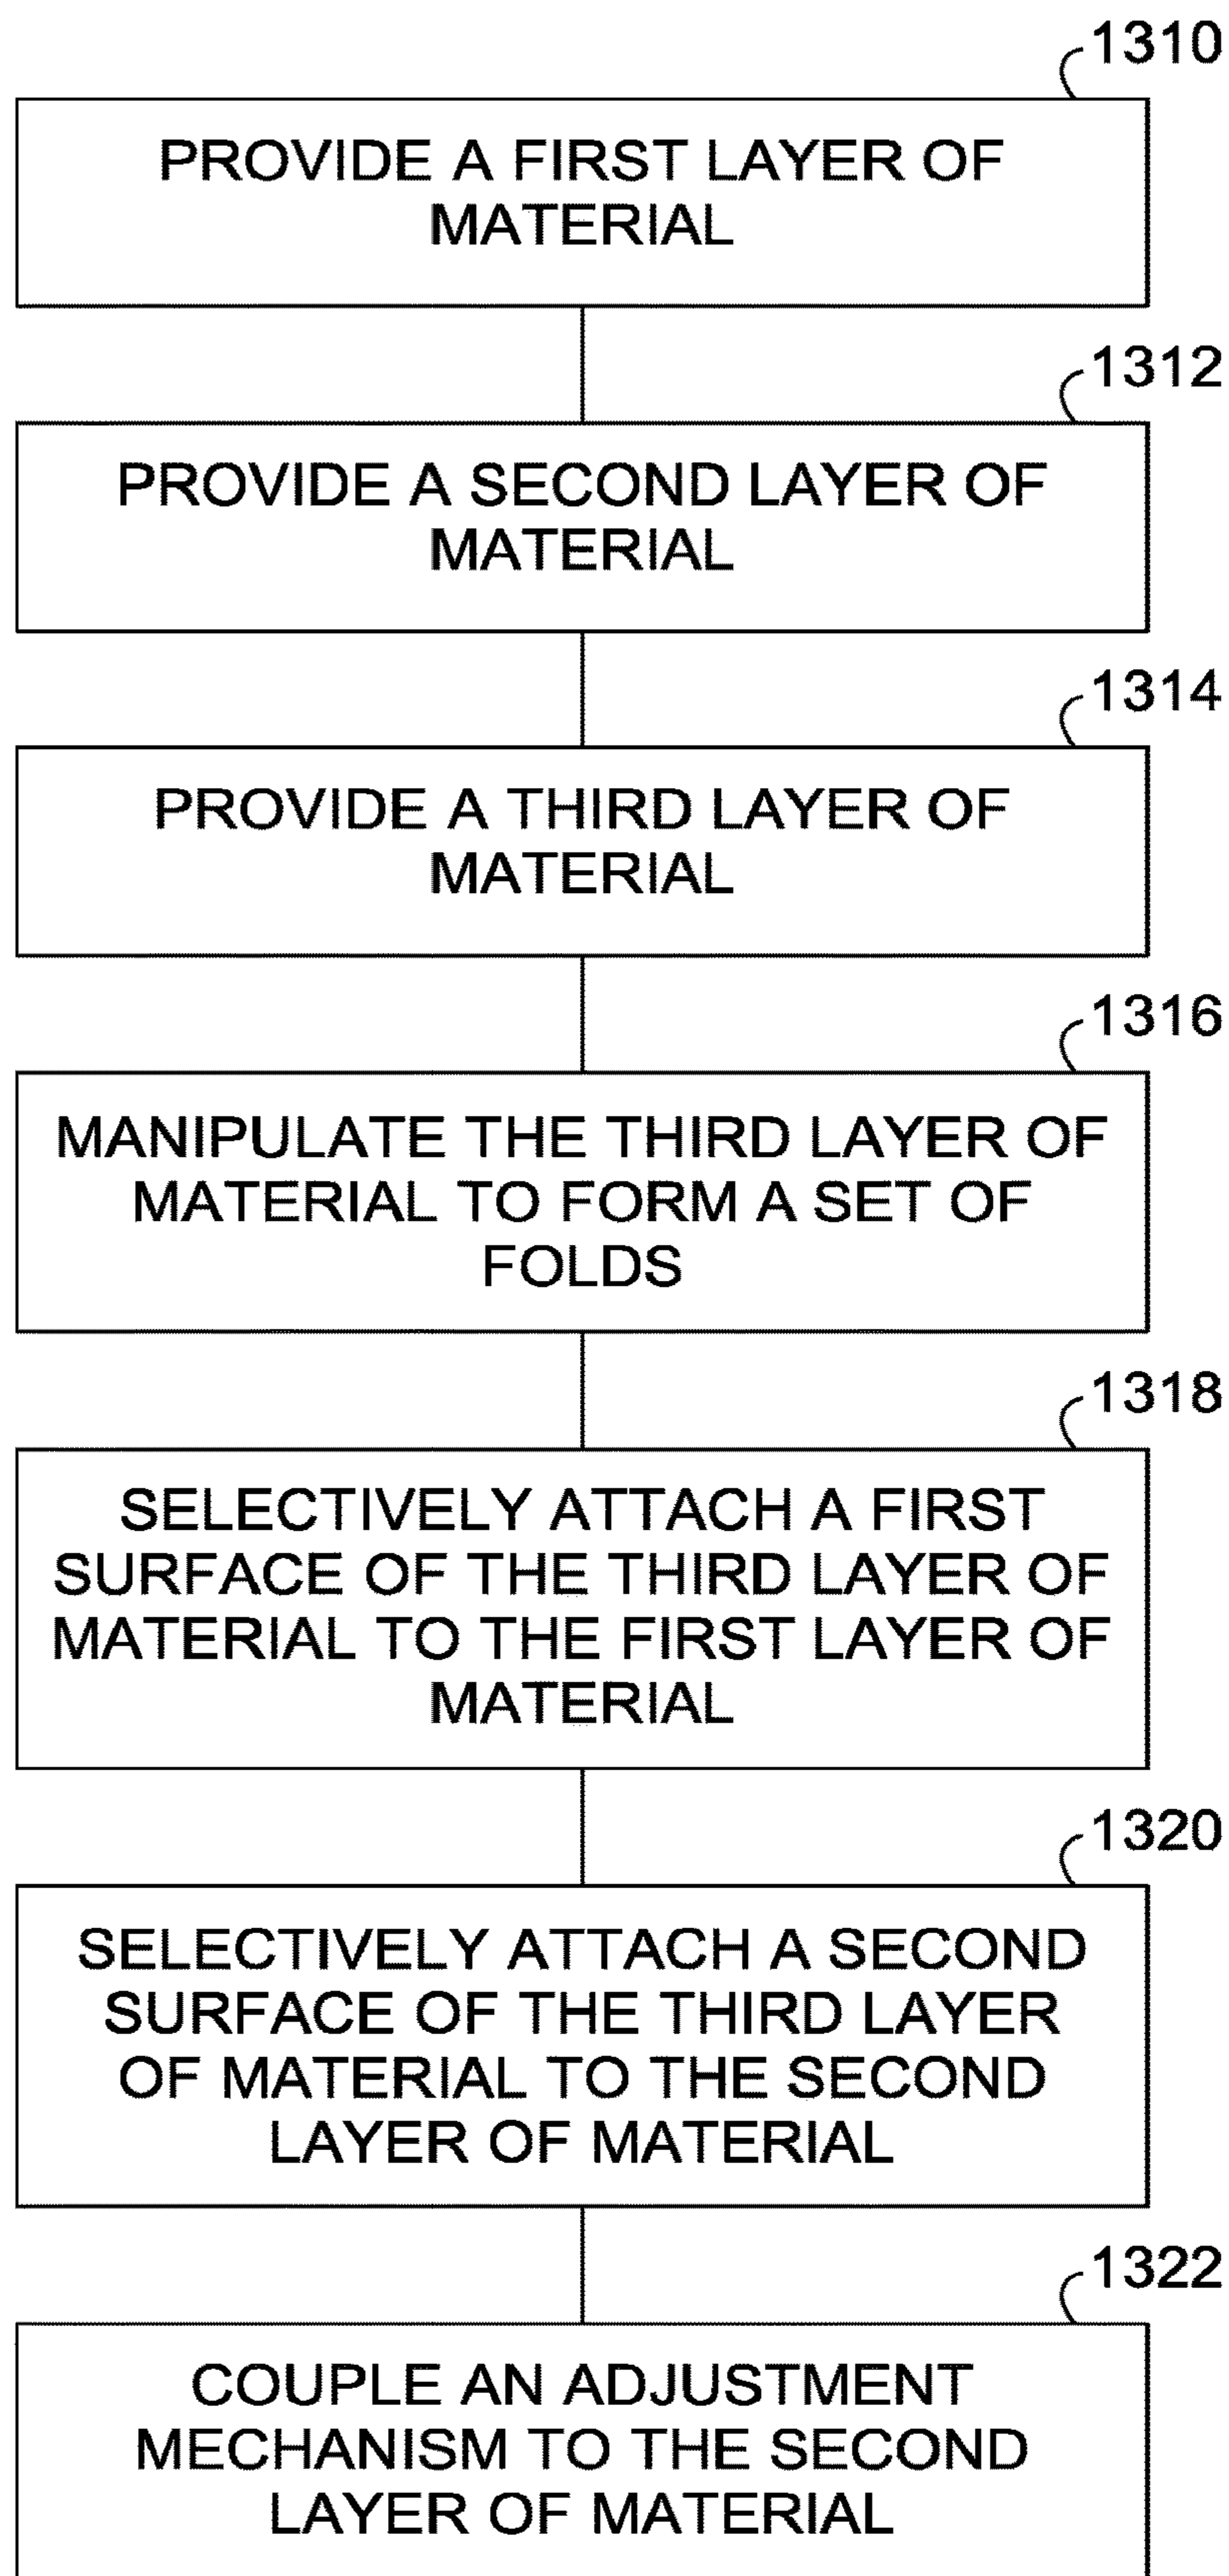 1310
PROVIDE A FIRST LAYER OF
MATERIAL
1312
PROVIDE A SECOND LAYER OF
MATERIAL
1314
PROVIDE A THIRD LAYER OF
MATERIAL
1316
MANIPULATE THE THIRD LAYER OF
MATERIAL TO FORM A SET OF
FOLDS
1318
SELECTIVELY ATTACH A FIRST
SURFACE OF THE THIRD LAYER OF
MATERIAL TO THE FIRST LAYER OF
MATERIAL
1320
SELECTIVELY ATTACH A SECOND
SURFACE OF THE THIRD LAYER
OF MATERIAL TO THE SECOND
LAYER OF MATERIAL
1322
COUPLE AN ADJUSTMENT
MECHANISM TO THE SECOND
LAYER OF MATERIAL